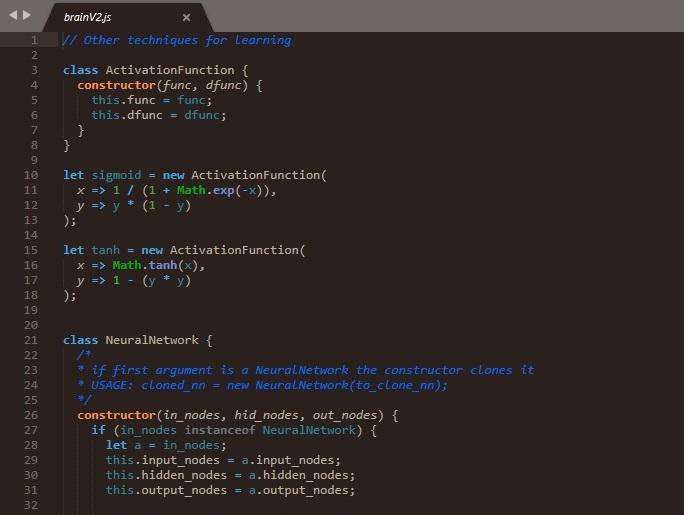 brainV2.js ×
1 // Other techniques for learning
2
3 class ActivationFunction {
4   constructor(func, dfunc) {
5     this.func = func;
6     this.dfunc = dfunc;
7   }
8 }
9
10 let sigmoid = new ActivationFunction(
11   x => 1 / (1 + Math.exp(-x)),
12   y => y * (1 - y)
13 );
14
15 let tanh = new ActivationFunction(
16   x => Math.tanh(x),
17   y => 1 - (y * y)
18 );
19
20
21 class NeuralNetwork {
22   /*
23   * if first argument is a NeuralNetwork the constructor clones it
24   * USAGE: cloned_nn = new NeuralNetwork(to_clone_nn);
25   */
26   constructor(in_nodes, hid_nodes, out_nodes) {
27     if (in_nodes instanceof NeuralNetwork) {
28       let a = in_nodes;
29       this.input_nodes = a.input_nodes;
30       this.hidden_nodes = a.hidden_nodes;
31       this.output_nodes = a.output_nodes;
32